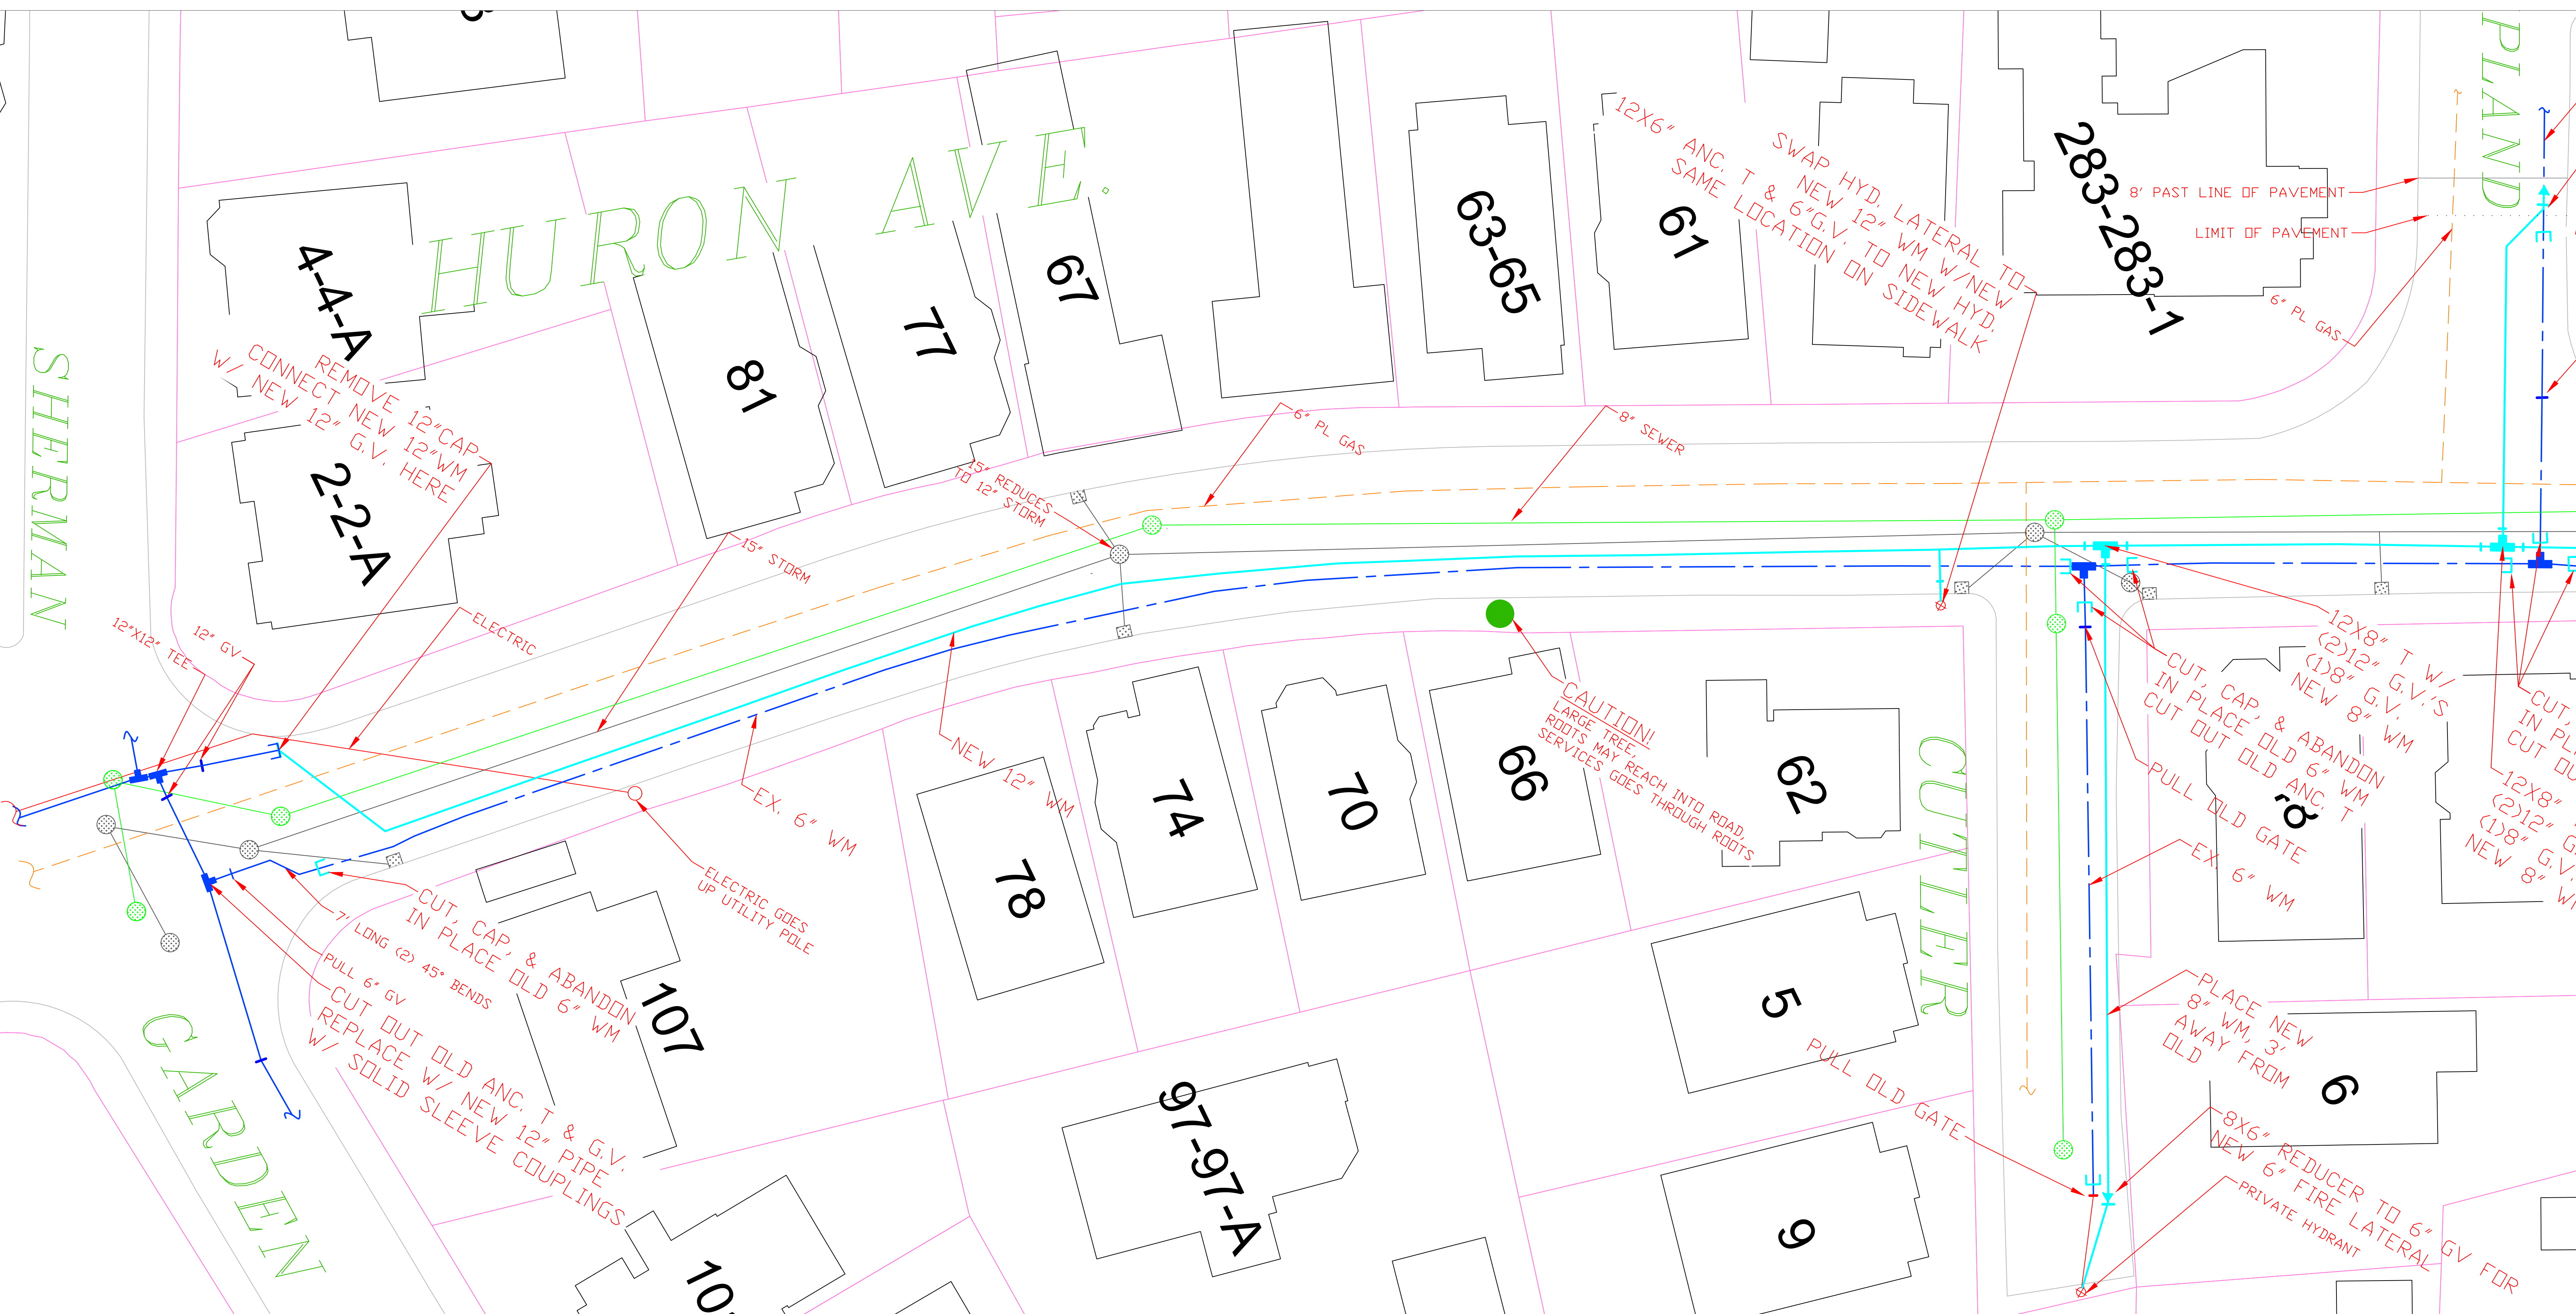 HURON AVE.
SHERMAN
GARDEN
CUTLER
PLAND
4-4-A
2-2-A
81
77
67
63-65
61
283-283-1
78
74
70
66
62
107
97-97-A
5
9
6
8
REMOVE 12"CAP
CONNECT NEW 12"WM
W/ NEW 12" G.V. HERE
12"X12" TEE
12" GV
ELECTRIC
15" STORM
15" REDUCES
TO 12" STORM
6" PL GAS
8" SEWER
SWAP HYD. LATERAL TO
NEW 12" WM W/NEW
12X6" ANC. T & 6"G.V. TO NEW HYD.
SAME LOCATION ON SIDEWALK
8' PAST LINE OF PAVEMENT
LIMIT OF PAVEMENT
6" PL GAS
NEW 12" WM
EX. 6" WM
ELECTRIC GOES
UP UTILITY POLE
CUT, CAP, & ABANDON
IN PLACE OLD 6" WM
7' LONG (2) 45° BENDS
PULL 6" GV
CUT OUT OLD ANC. T & G.V.
REPLACE W/ NEW 12" PIPE
W/ SOLID SLEEVE COUPLINGS
CAUTION!
LARGE TREE,
ROOTS MAY REACH INTO ROAD,
SERVICES GOES THROUGH ROOTS
12X8" T W/
(2)12" G.V.'S
(1)8" G.V.
NEW 8" WM
CUT, CAP, & ABANDON
IN PLACE OLD 6" WM
CUT OUT OLD ANC. T
PULL OLD GATE
EX. 6" WM
PLACE NEW
8" WM, 3'
AWAY FROM
OLD
PULL OLD GATE
8X6" REDUCER TO 6" GV FOR
NEW 6" FIRE LATERAL
PRIVATE HYDRANT
CUT,
IN PL
CUT OU
12X8"
(2)12" G
(1)8" G.V.
NEW 8" W